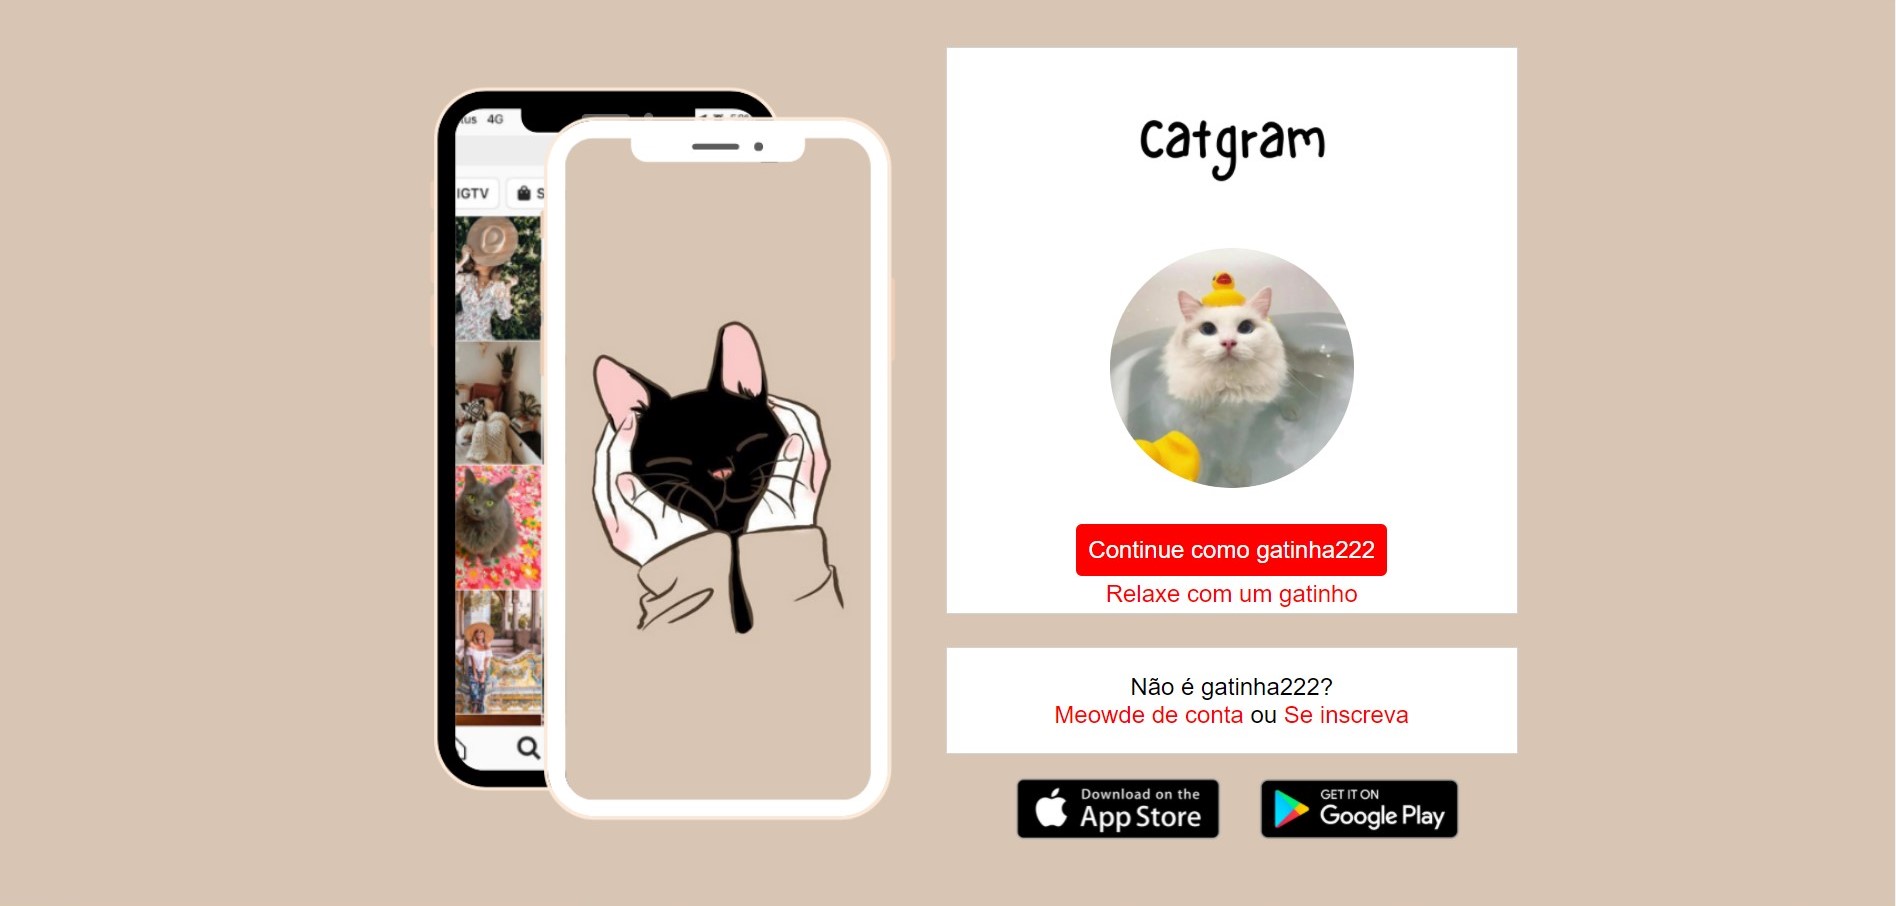 4G
IGTV
catgram
Continue como gatinha222
Relaxe com um gatinho
Não é gatinha222?
Meowde de conta ou Se inscreva
Download on the
App Store
GET IT ON
Google Play